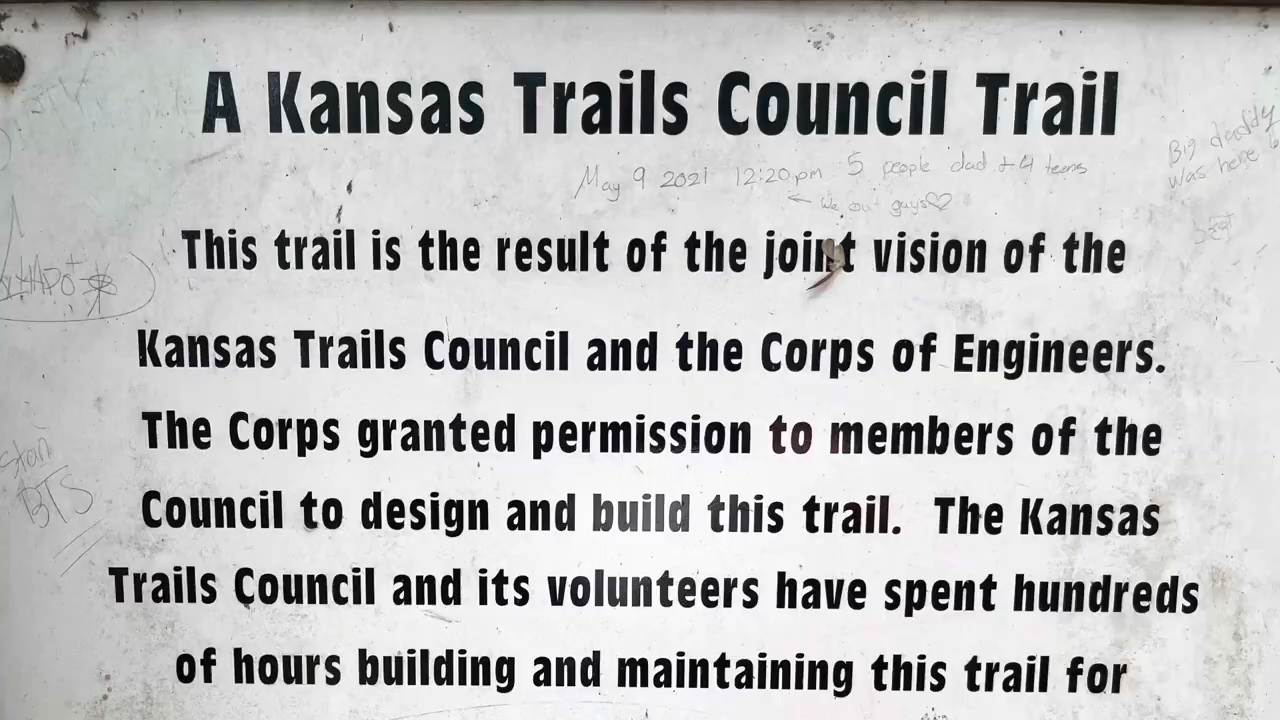 A Kansas Trails Council Trail
Big daddy
was here
May 9 2021 12:20pm 5 people dad + 4 teens
← We out guys♡
This trail is the result of the joint vision of the
Kansas Trails Council and the Corps of Engineers.
The Corps granted permission to members of the
Stan
BTS
Council to design and build this trail. The Kansas
Trails Council and its volunteers have spent hundreds
of hours building and maintaining this trail for